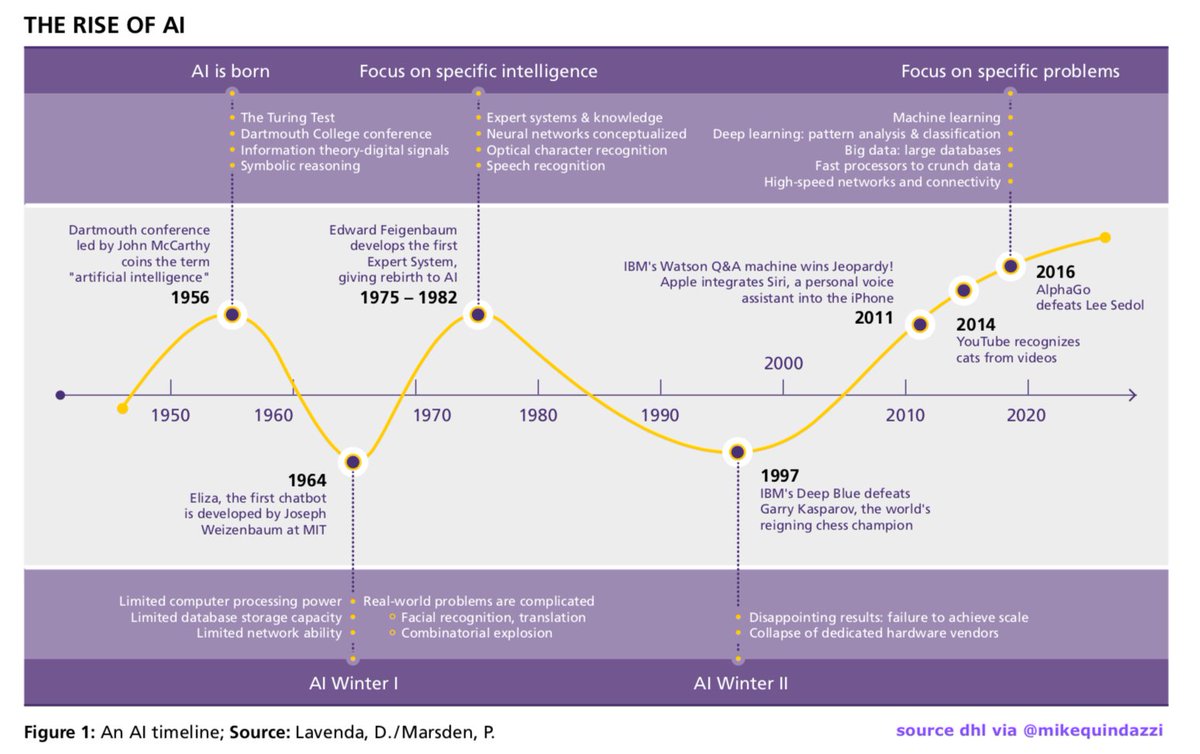 THE RISE OF AI
AI is born
Focus on specific intelligence
Focus on specific problems
The Turing Test
Dartmouth College conference
Information theory-digital signals
Symbolic reasoning
Expert systems & knowledge
Neural networks conceptualized
Optical character recognition
Speech recognition
Machine learning
Deep learning: pattern analysis & classification
Big data: large databases
Fast processors to crunch data
High-speed networks and connectivity
Dartmouth conference
led by John McCarthy
coins the term
"artificial intelligence"
1956
Edward Feigenbaum
develops the first
Expert System,
giving rebirth to AI
1975 – 1982
IBM's Watson Q&A machine wins Jeopardy!
Apple integrates Siri, a personal voice
assistant into the iPhone
2011
2016
AlphaGo
defeats Lee Sedol
2014
YouTube recognizes
cats from videos
1950
1960
1970
1980
1990
2000
2010
2020
1964
Eliza, the first chatbot
is developed by Joseph
Weizenbaum at MIT
1997
IBM's Deep Blue defeats
Garry Kasparov, the world's
reigning chess champion
Limited computer processing power
Limited database storage capacity
Limited network ability
Real-world problems are complicated
Facial recognition, translation
Combinatorial explosion
Disappointing results: failure to achieve scale
Collapse of dedicated hardware vendors
AI Winter I
AI Winter II
Figure 1: An AI timeline; Source: Lavenda, D./Marsden, P.
source dhl via @mikequindazzi